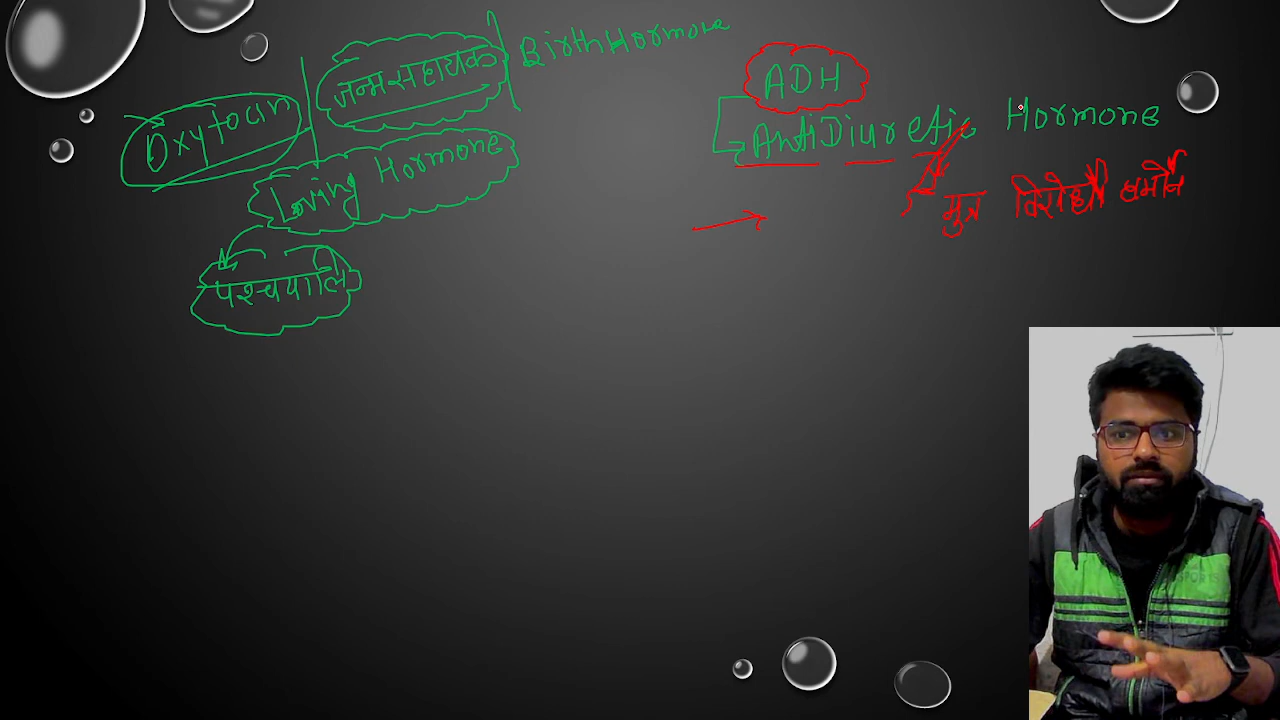 Oxytocin
जन्म सहायक
Birth Hormone
Loving Hormone
पश्चपालि
ADH
AntiDiuretic Hormone
मुत्र विरोधी हार्मोन